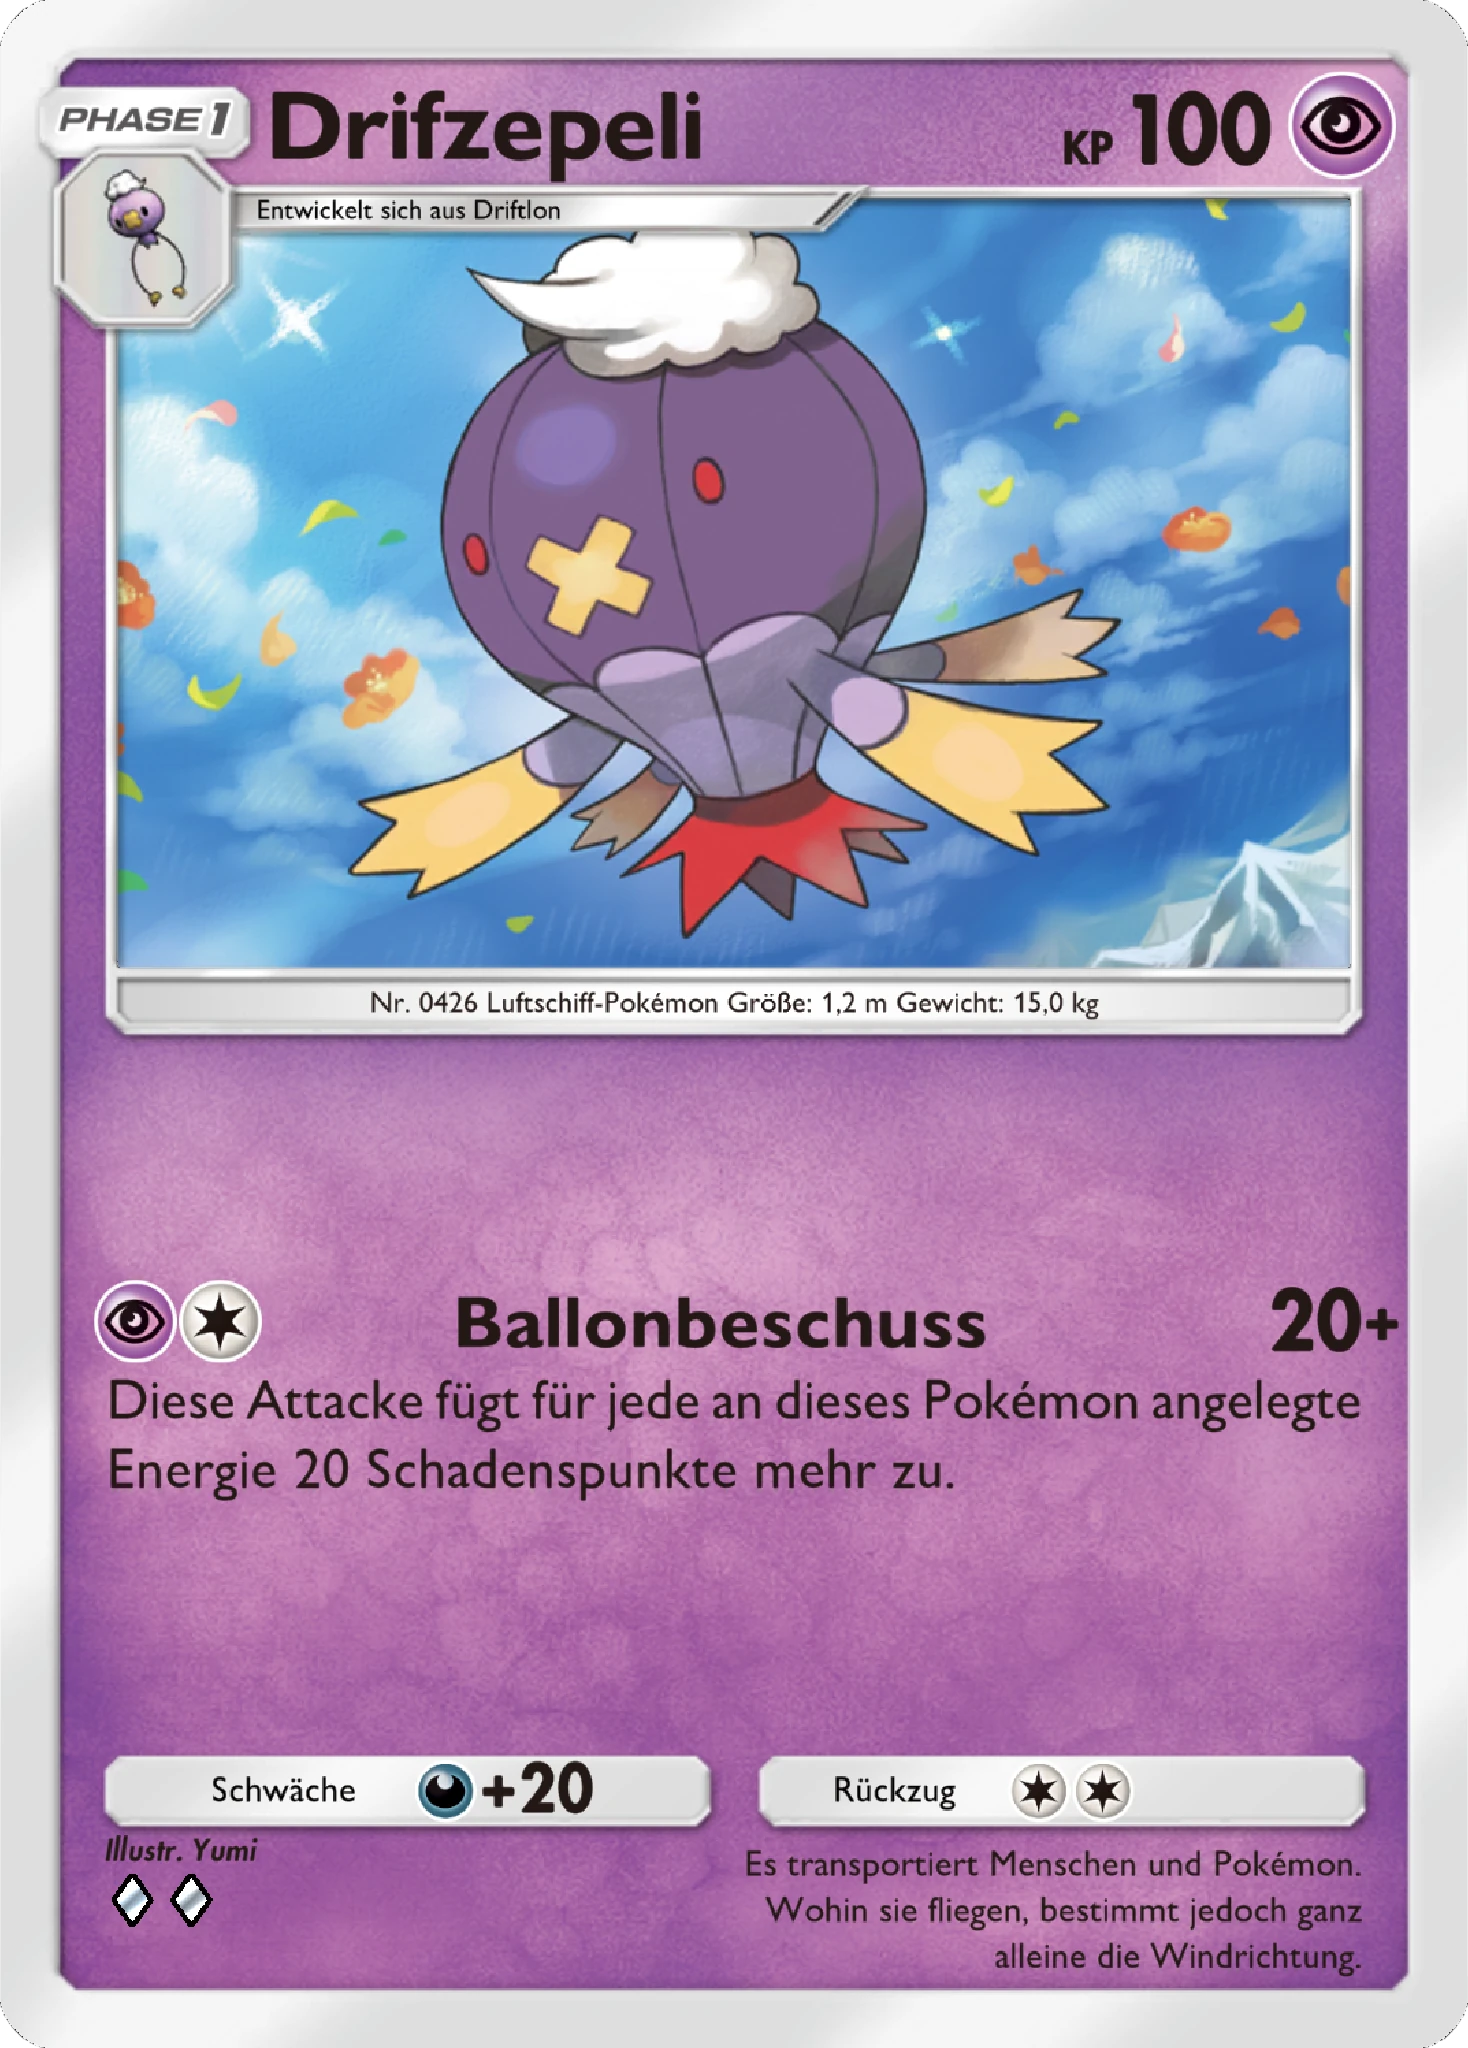 PHASE 1
Drifzepeli
KP 100
Entwickelt sich aus Driftlon
Nr. 0426 Luftschiff-Pokémon Größe: 1,2 m Gewicht: 15,0 kg
Ballonbeschuss 20+
Diese Attacke fügt für jede an dieses Pokémon angelegte
Energie 20 Schadenspunkte mehr zu.
Schwäche +20
Rückzug
Illustr. Yumi
Es transportiert Menschen und Pokémon.
Wohin sie fliegen, bestimmt jedoch ganz
alleine die Windrichtung.